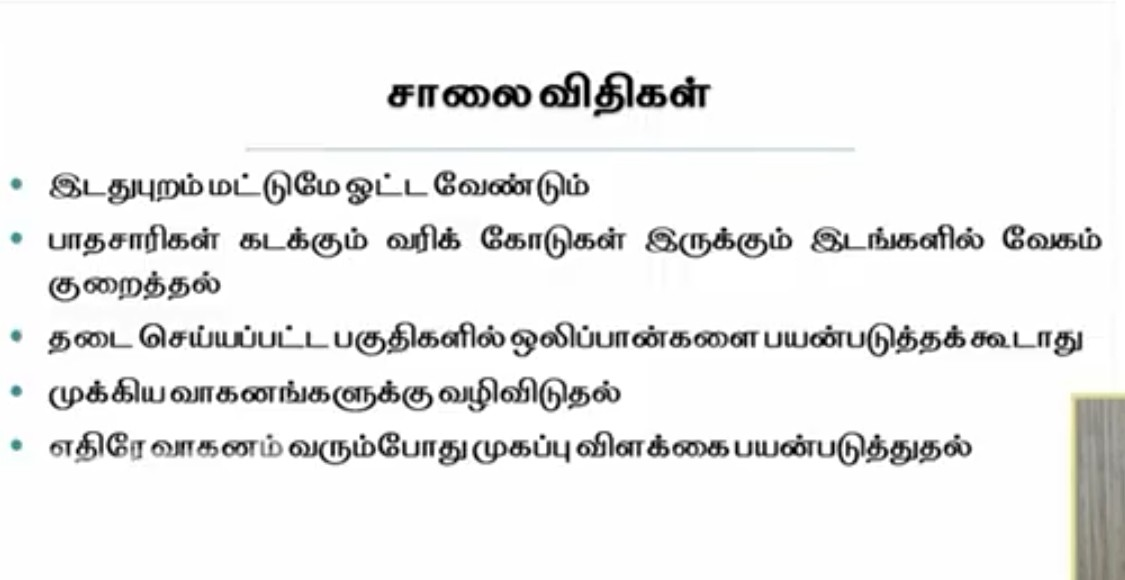 சாலை விதிகள்
• இடதுபுறம் மட்டுமே ஓட்ட வேண்டும்
• பாதசாரிகள் கடக்கும் வரிக் கோடுகள் இருக்கும் இடங்களில் வேகம்
குறைத்தல்
• தடை செய்யப்பட்ட பகுதிகளில் ஒலிப்பான்களை பயன்படுத்தக் கூடாது
• முக்கிய வாகனங்களுக்கு வழிவிடுதல்
• எதிரே வாகனம் வரும்போது முகப்பு விளக்கை பயன்படுத்துதல்